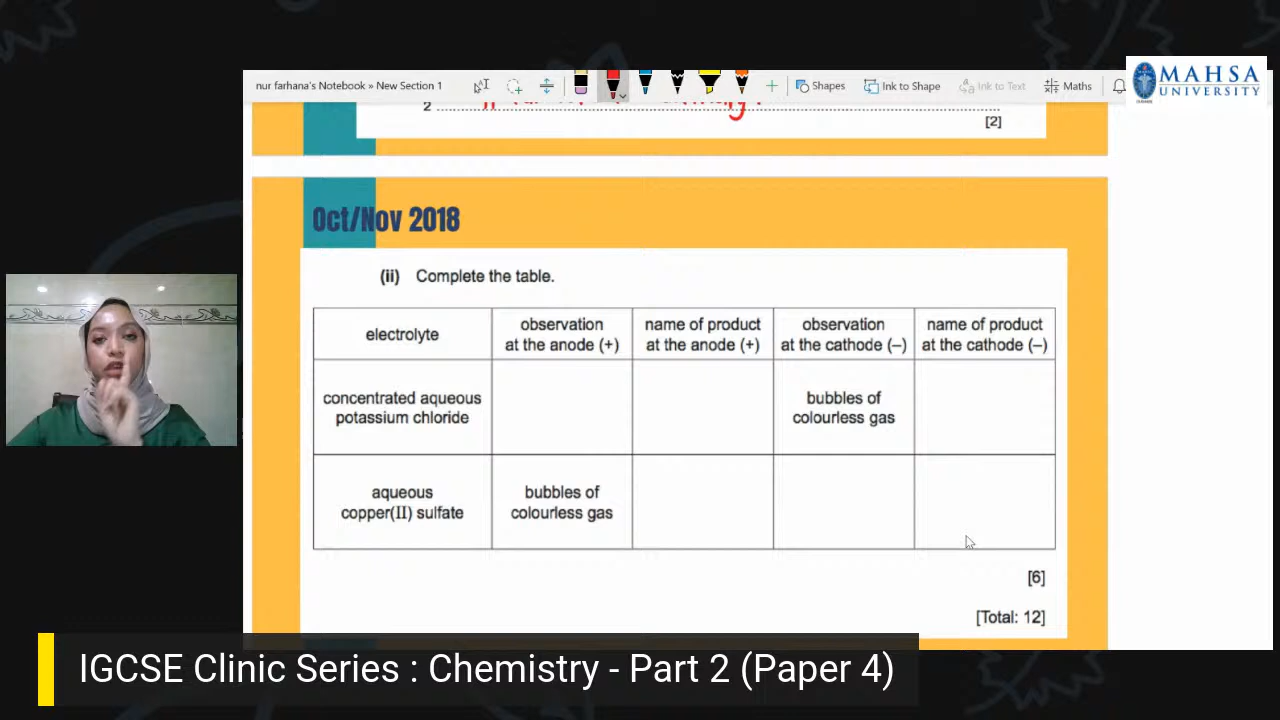 nur farhana's Notebook » New Section 1
Shapes
Ink to Shape
Ink to Text
Maths
MAHSA
UNIVERSITY
2
[2]
Oct/Nov 2018
(ii) Complete the table.
electrolyte
observation
at the anode (+)
name of product
at the anode (+)
observation
at the cathode (–)
name of product
at the cathode (–)
concentrated aqueous
potassium chloride
bubbles of
colourless gas
aqueous
copper(II) sulfate
bubbles of
colourless gas
[6]
[Total: 12]
IGCSE Clinic Series : Chemistry - Part 2 (Paper 4)